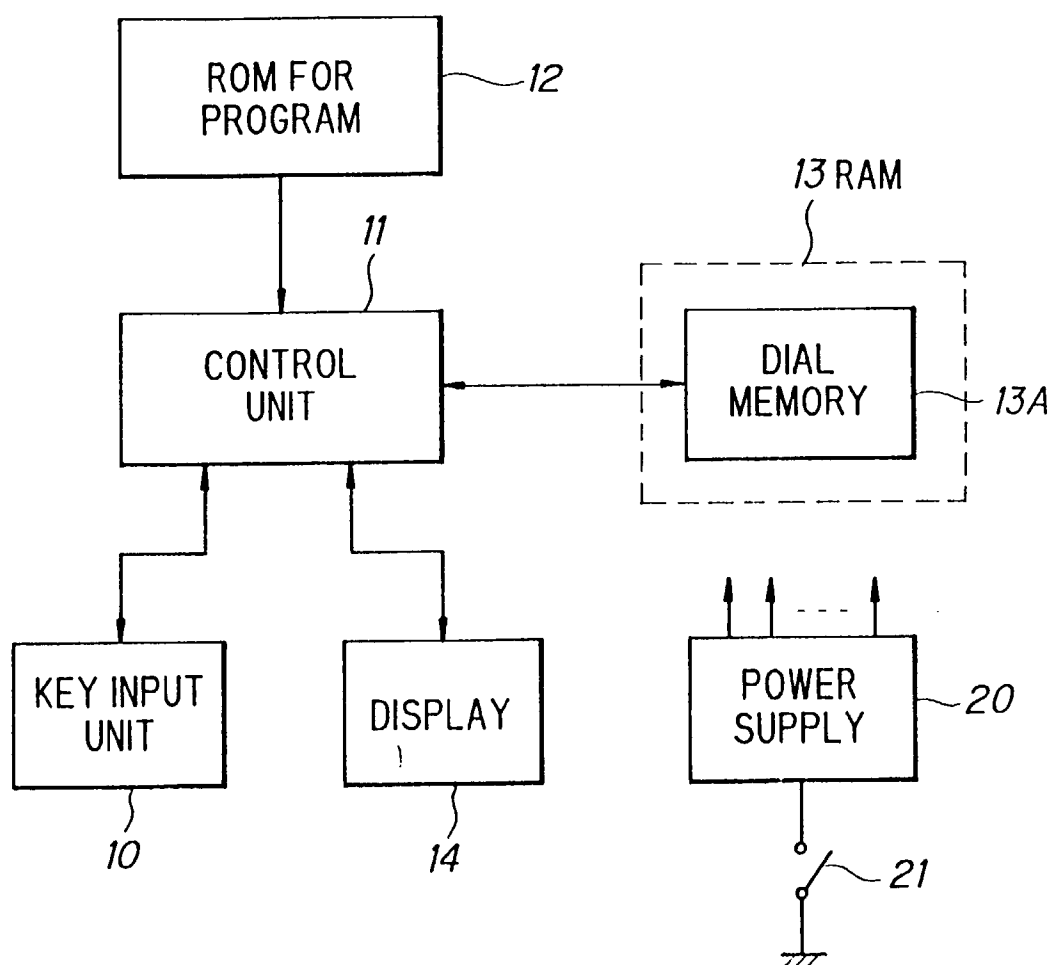 ROM FOR
PROGRAM
12
13 RAM
11
CONTROL
UNIT
DIAL
MEMORY
13A
KEY INPUT
UNIT
DISPLAY
POWER
SUPPLY
20
10
14
21